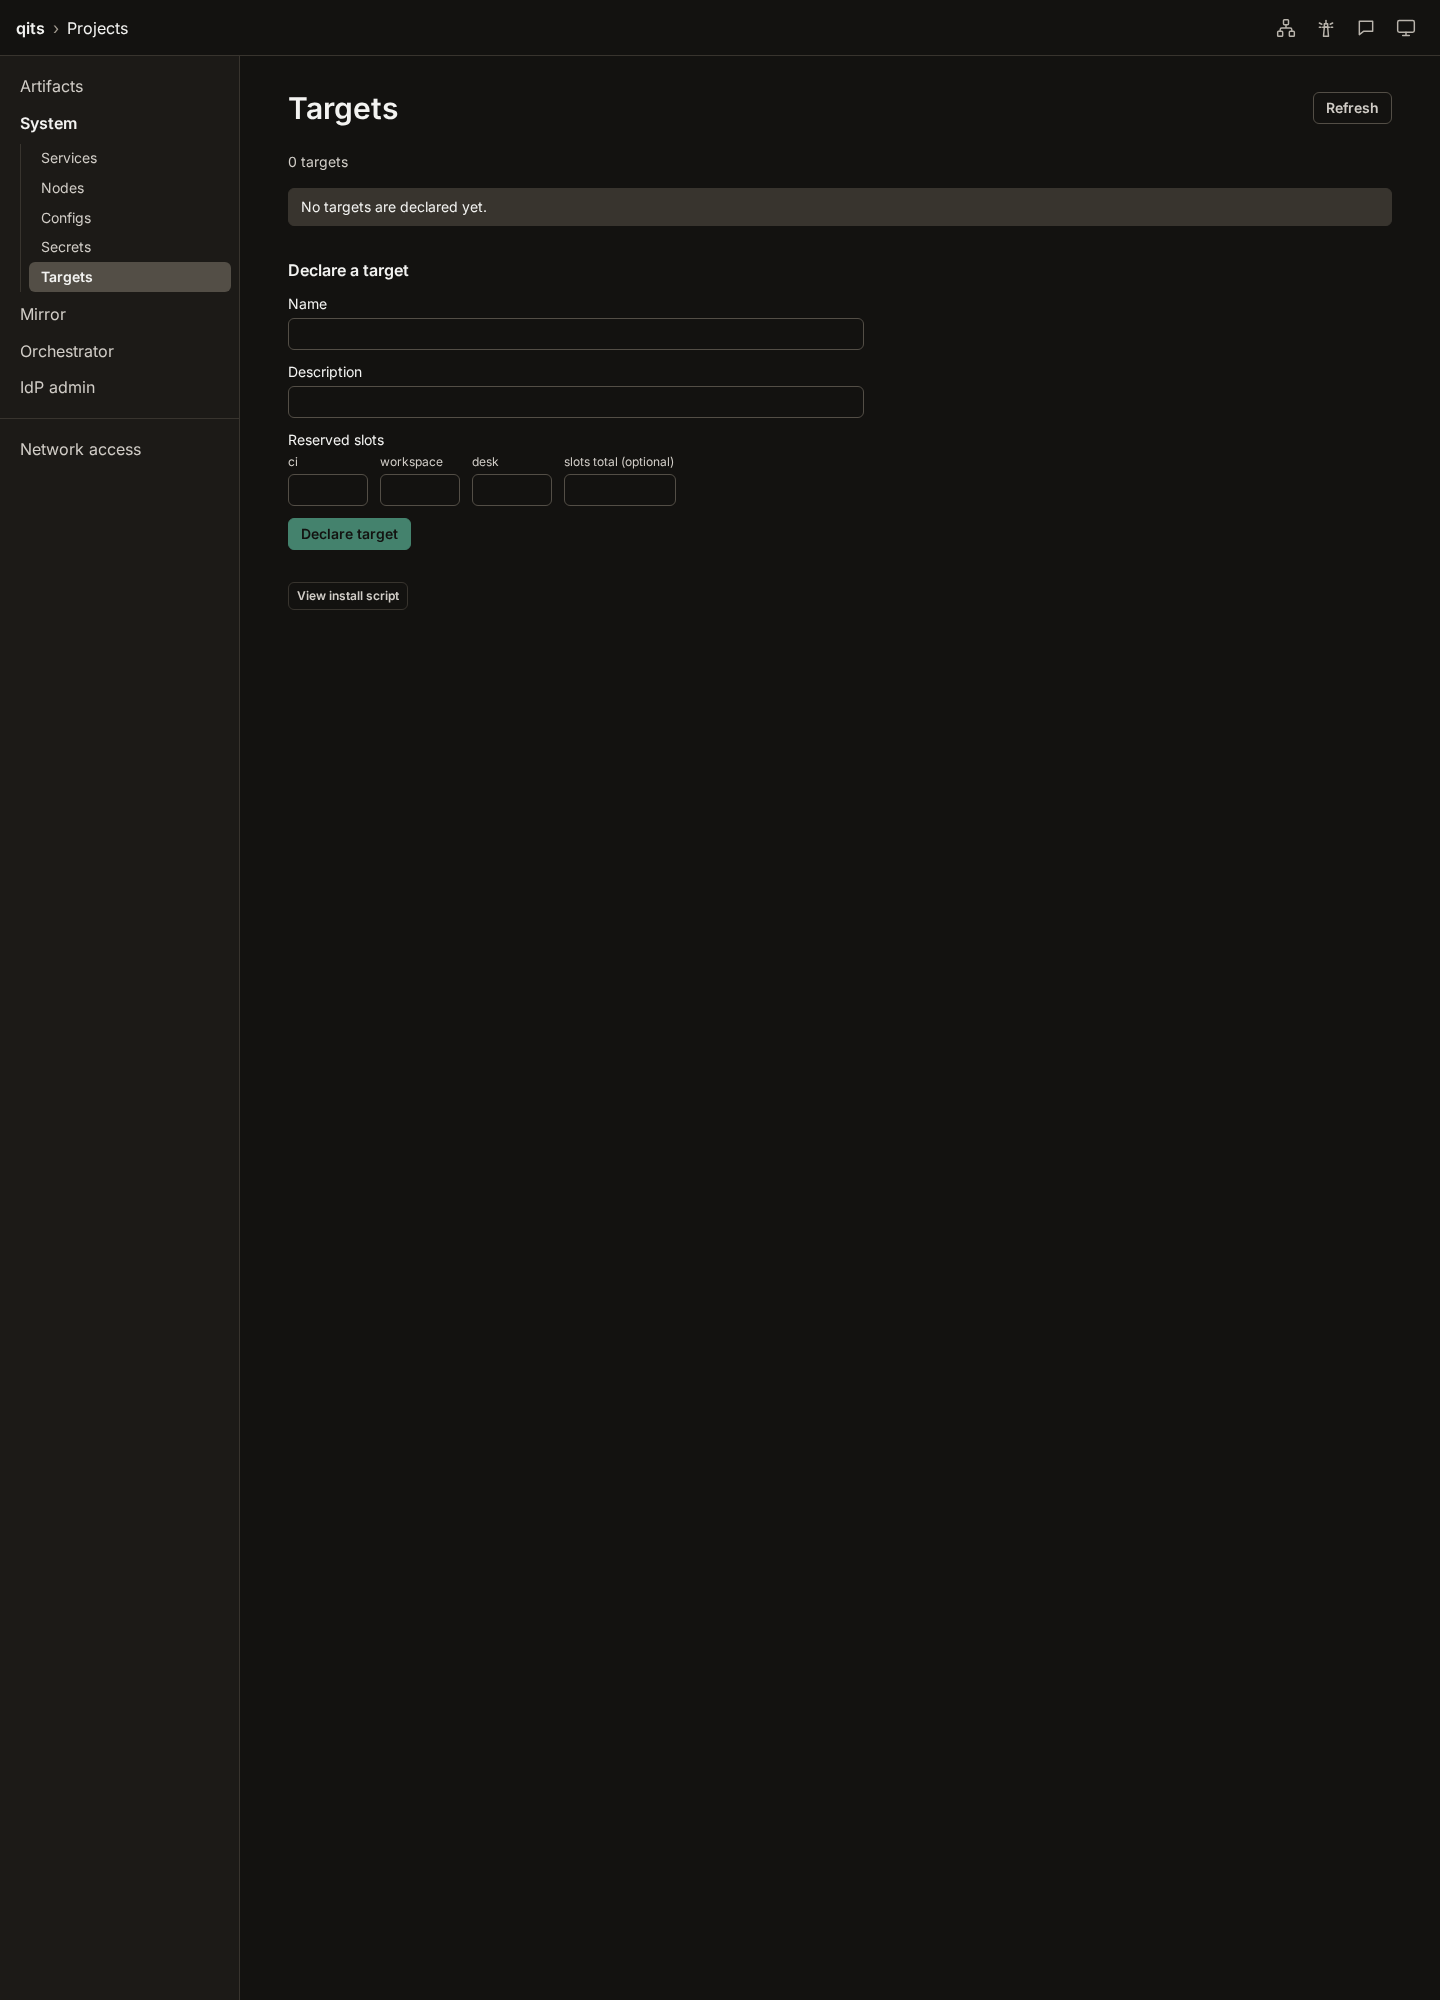 qits › Projects
Artifacts
System
Services
Nodes
Configs
Secrets
Targets
Mirror
Orchestrator
IdP admin
Network access
Targets
Refresh
0 targets
No targets are declared yet.
Declare a target
Name
Description
Reserved slots
ci workspace desk slots total (optional)
Declare target
View install script